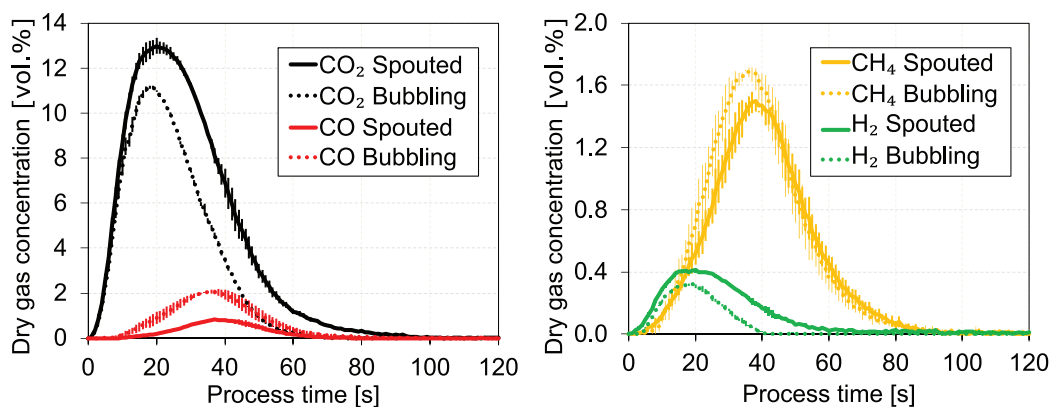 Dry gas concentration [vol.%]
14
12
10
8
6
4
2
0
CO₂ Spouted
CO₂ Bubbling
CO Spouted
CO Bubbling
0 20 40 60 80 100 120
Process time [s]
Dry gas concentration [vol.%]
2.0
1.6
1.2
0.8
0.4
0.0
CH₄ Spouted
CH₄ Bubbling
H₂ Spouted
H₂ Bubbling
0 20 40 60 80 100 120
Process time [s]